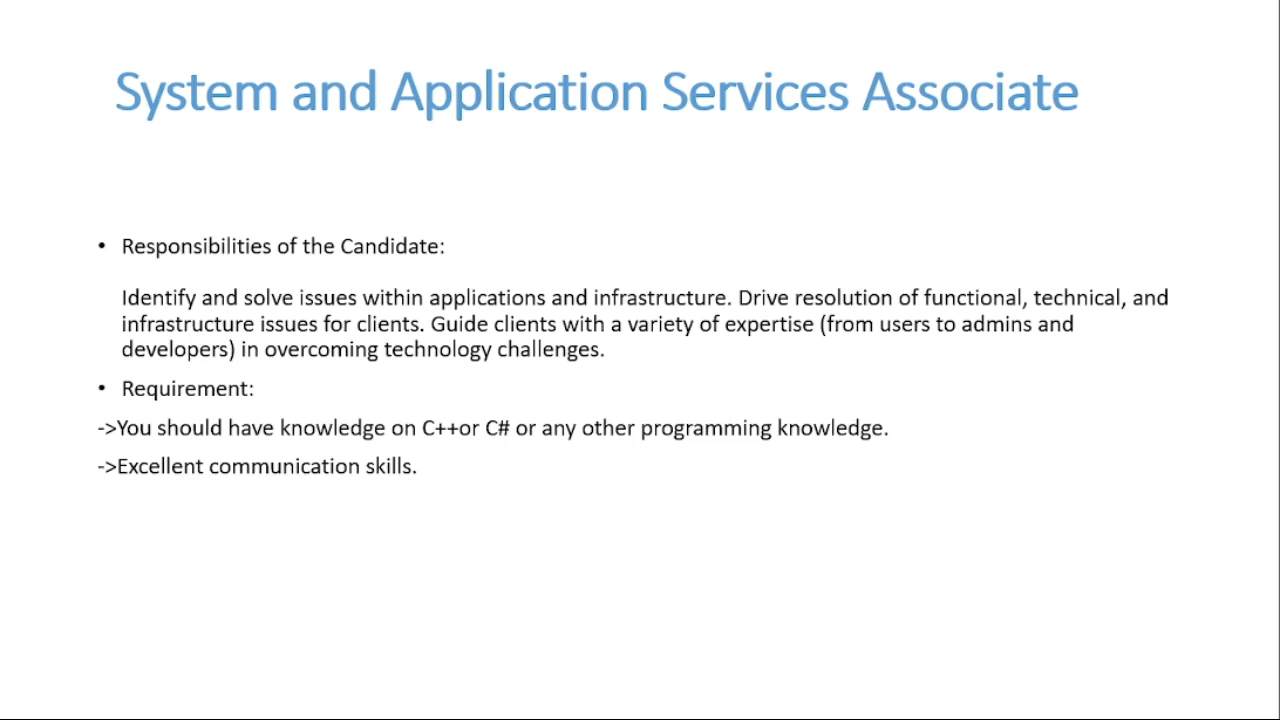 System and Application Services Associate
• Responsibilities of the Candidate:
Identify and solve issues within applications and infrastructure. Drive resolution of functional, technical, and
infrastructure issues for clients. Guide clients with a variety of expertise (from users to admins and
developers) in overcoming technology challenges.
• Requirement:
->You should have knowledge on C++or C# or any other programming knowledge.
->Excellent communication skills.